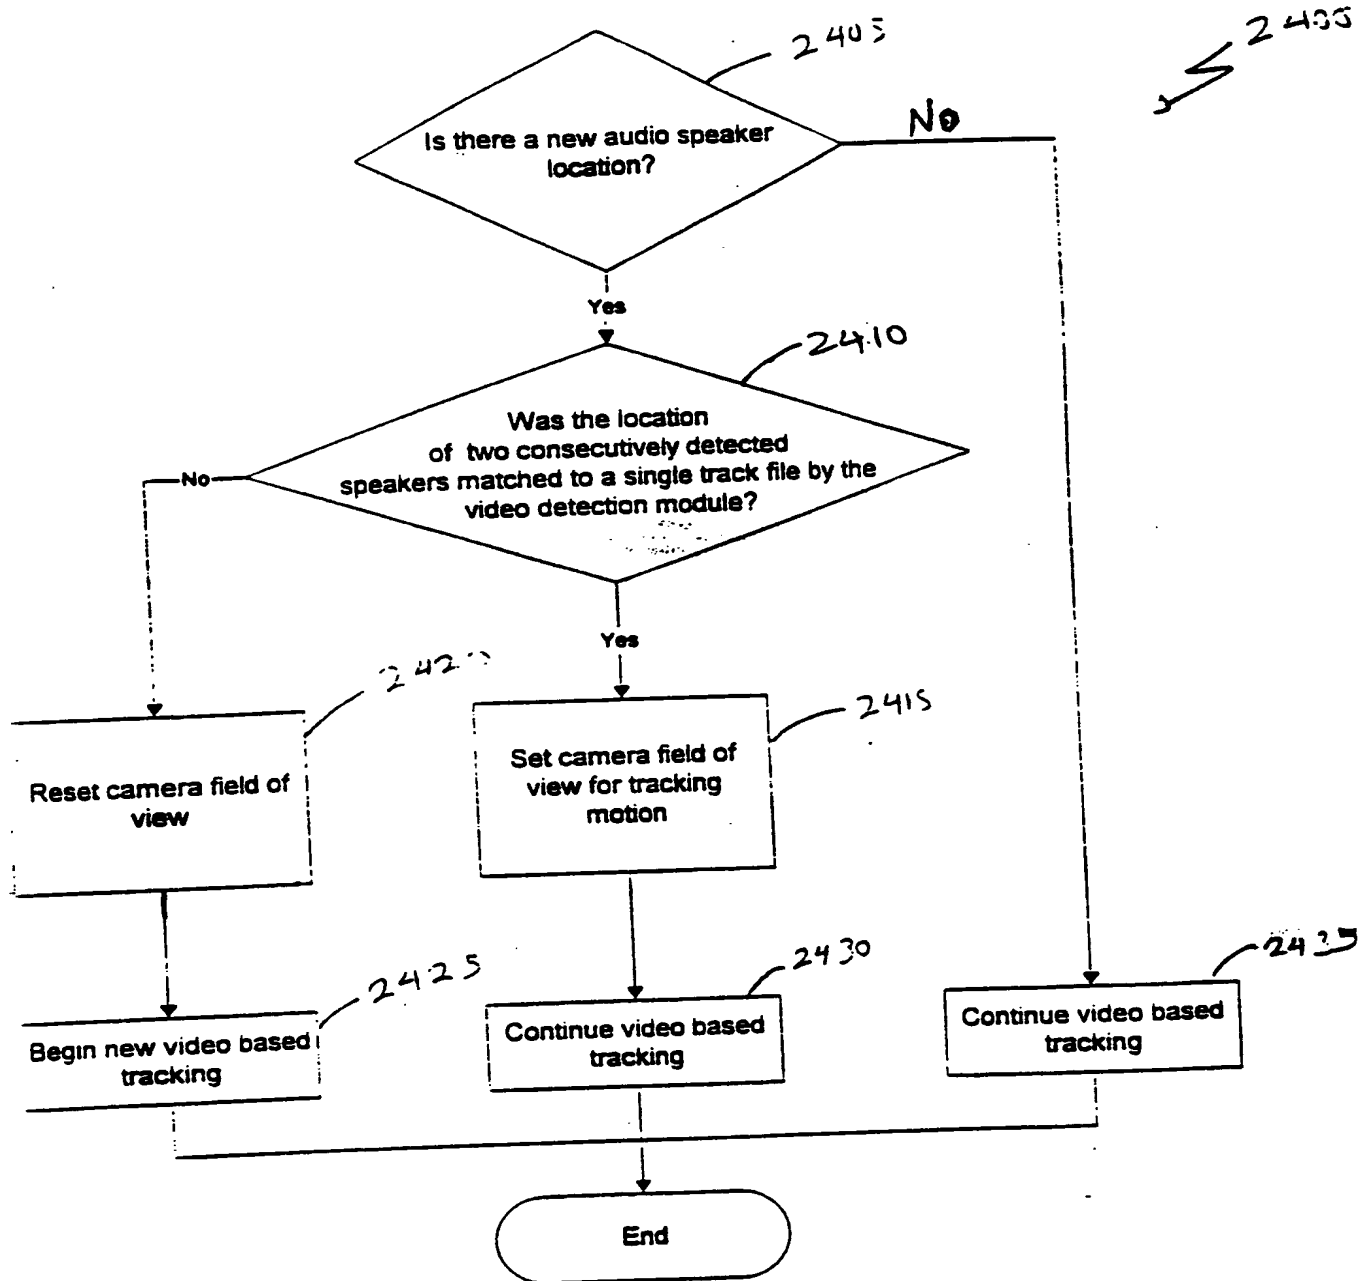 2405
2400
Is there a new audio speaker
location?
No
Yes
2410
Was the location
of two consecutively detected
speakers matched to a single track file by the
video detection module?
No
Yes
2415
Reset camera field of
view
Set camera field of
view for tracking
motion
2425
2430
2435
Begin new video based
tracking
Continue video based
tracking
Continue video based
tracking
End